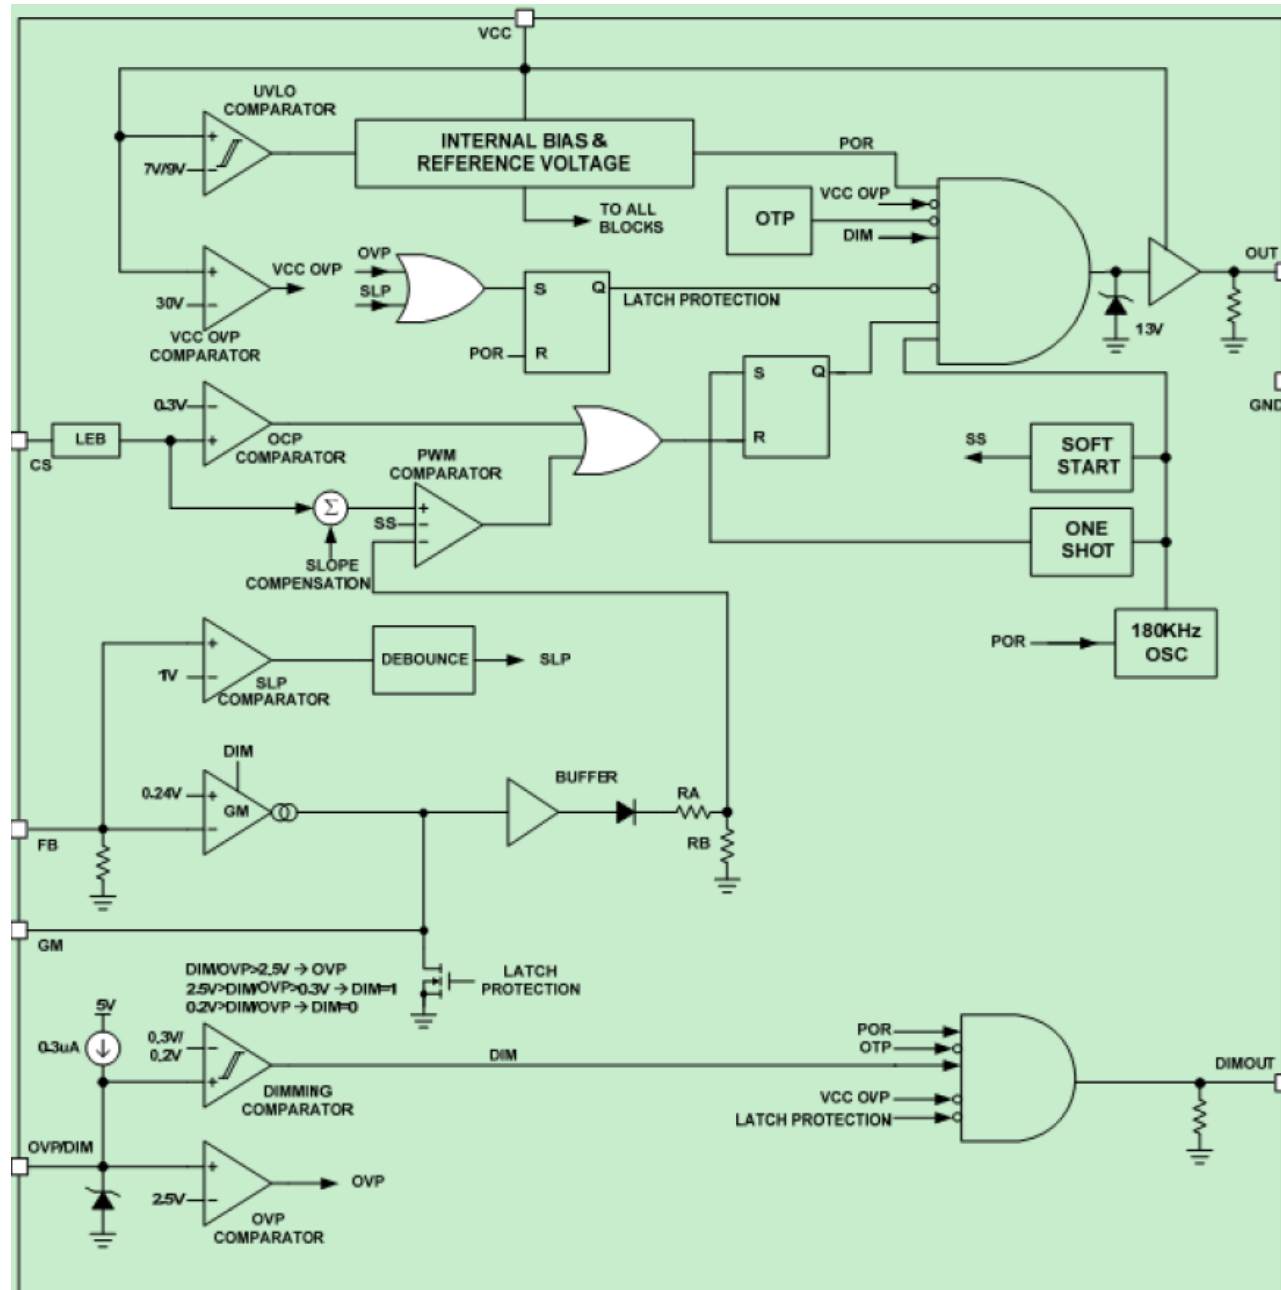 VCC
UVLO
COMPARATOR
7V/9V
+
-
INTERNAL BIAS &
REFERENCE VOLTAGE
POR
TO ALL
BLOCKS
OTP
VCC OVP
DIM
+
-
30V
VCC OVP
VCC OVP
COMPARATOR
OVP
SLP
S
Q
R
POR
LATCH PROTECTION
OUT
13V
GND
CS
LEB
0.3V
-
+
OCP
COMPARATOR
PWM
COMPARATOR
Σ
+
-
-
SS
SLOPE
COMPENSATION
S
Q
R
SS
SOFT
START
ONE
SHOT
POR
180KHz
OSC
+
-
1V
SLP
COMPARATOR
DEBOUNCE
SLP
DIM
0.24V
+
-
GM
FB
BUFFER
RA
RB
GM
DIM/OVP>2.5V → OVP
2.5V>DIM/OVP>0.3V → DIM=1
0.2V>DIM/OVP → DIM=0
LATCH
PROTECTION
5V
0.3uA
0.3V/
0.2V
-
+
DIMMING
COMPARATOR
DIM
POR
OTP
VCC OVP
LATCH PROTECTION
DIMOUT
OVP/DIM
+
-
2.5V
OVP
OVP
COMPARATOR